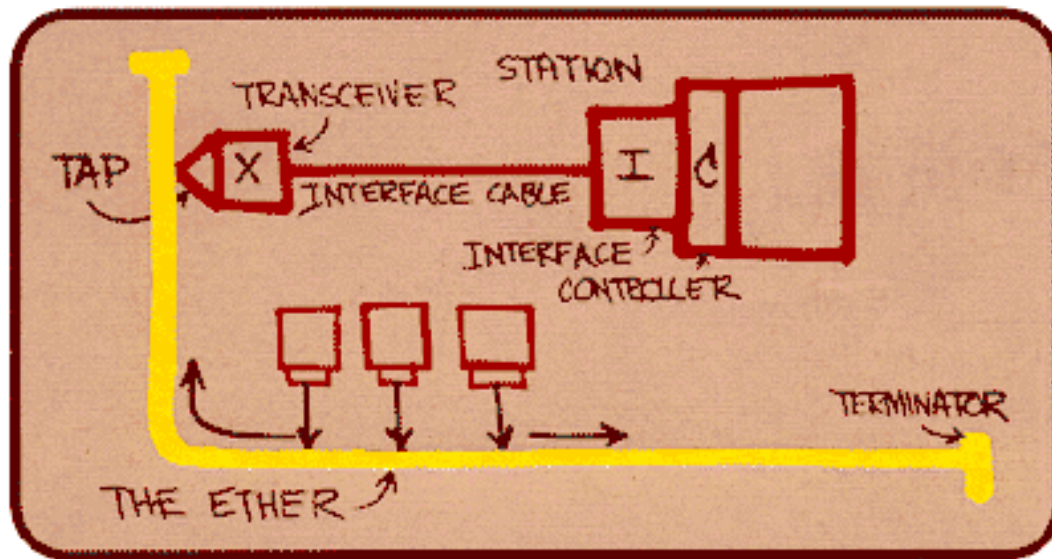 STATION
TRANSCEIVER
TAP
X
I
C
INTERFACE CABLE
INTERFACE
CONTROLLER
TERMINATOR
THE ETHER